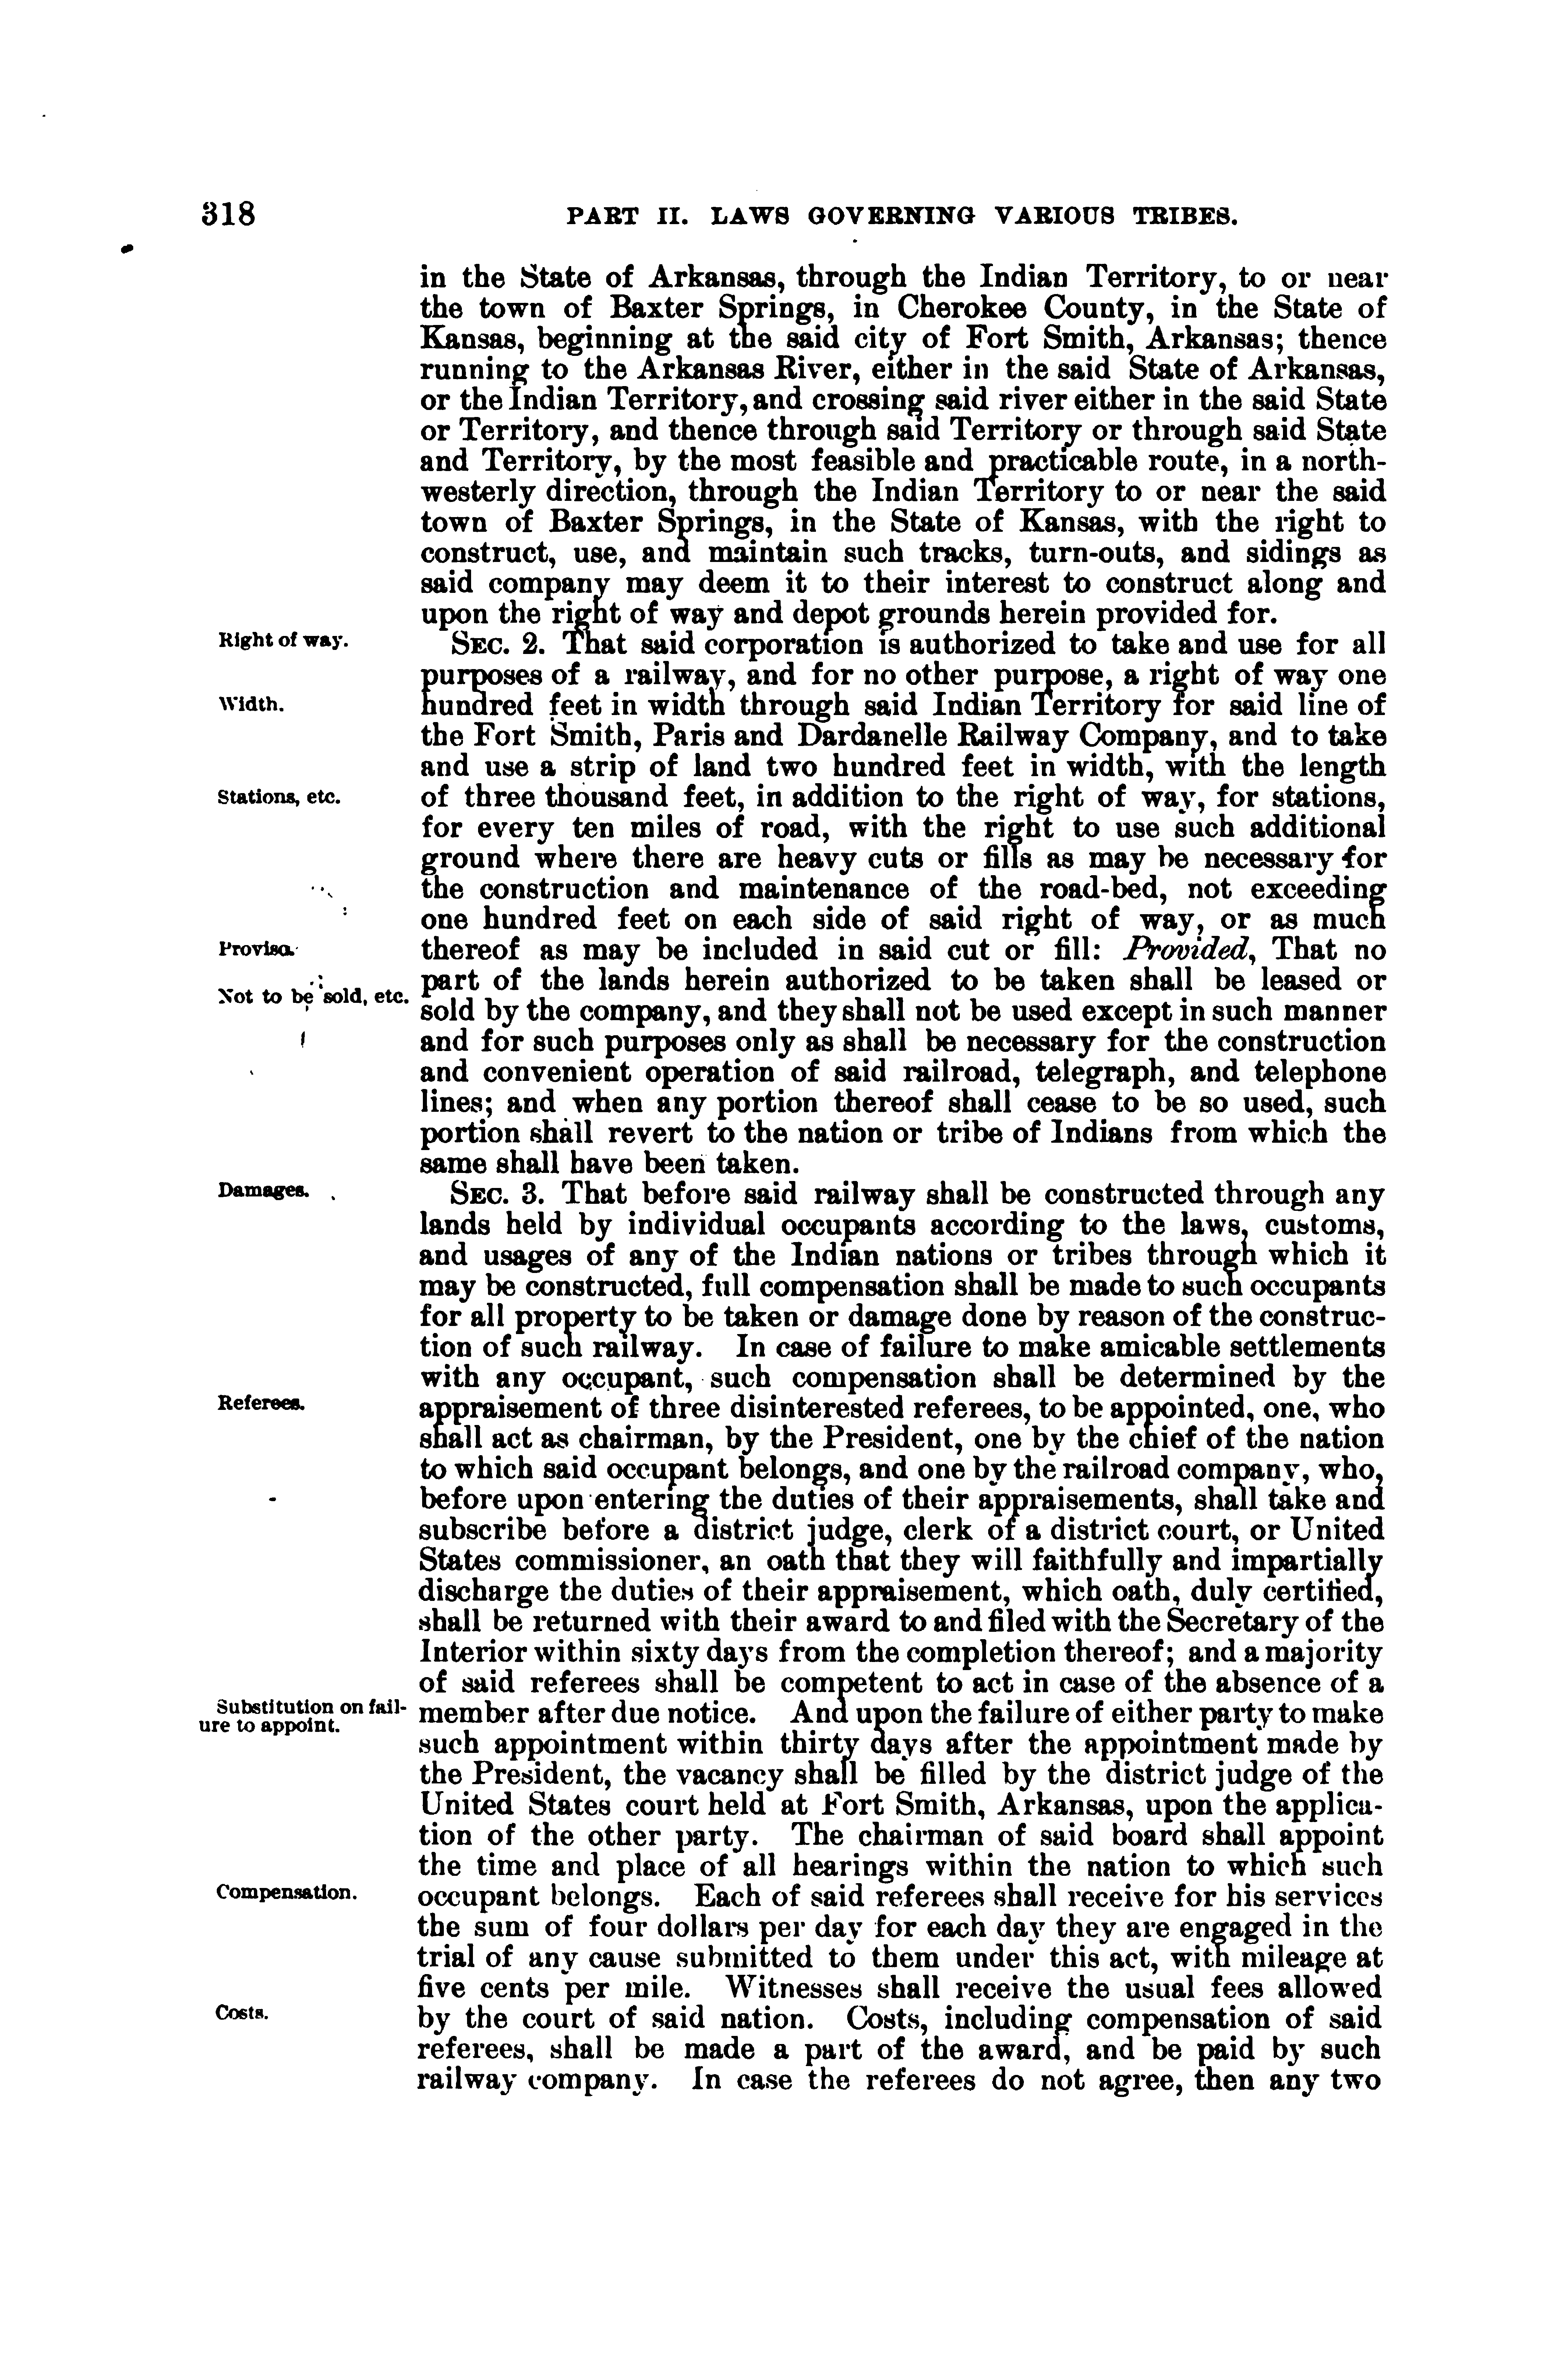 318 PART II. LAWS GOVERNING VARIOUS TRIBES.
in the State of Arkansas, through the Indian Territory, to or near
the town of Baxter Springs, in Cherokee County, in the State of
Kansas, beginning at the said city of Fort Smith, Arkansas; thence
running to the Arkansas River, either in the said State of Arkansas,
or the Indian Territory, and crossing said river either in the said State
or Territory, and thence through said Territory or through said State
and Territory, by the most feasible and practicable route, in a north-
westerly direction, through the Indian Territory to or near the said
town of Baxter Springs, in the State of Kansas, with the right to
construct, use, and maintain such tracks, turn-outs, and sidings as
said company may deem it to their interest to construct along and
upon the right of way and depot grounds herein provided for.
Right of way.
SEC. 2. That said corporation is authorized to take and use for all
purposes of a railway, and for no other purpose, a right of way one
Width.
hundred feet in width through said Indian Territory for said line of
the Fort Smith, Paris and Dardanelle Railway Company, and to take
and use a strip of land two hundred feet in width, with the length
Stations, etc.
of three thousand feet, in addition to the right of way, for stations,
for every ten miles of road, with the right to use such additional
ground where there are heavy cuts or fills as may be necessary for
the construction and maintenance of the road-bed, not exceeding
one hundred feet on each side of said right of way, or as much
Proviso.
thereof as may be included in said cut or fill: Provided, That no
part of the lands herein authorized to be taken shall be leased or
Not to be sold, etc.
sold by the company, and they shall not be used except in such manner
and for such purposes only as shall be necessary for the construction
and convenient operation of said railroad, telegraph, and telephone
lines; and when any portion thereof shall cease to be so used, such
portion shall revert to the nation or tribe of Indians from which the
same shall have been taken.
Damages.
SEC. 3. That before said railway shall be constructed through any
lands held by individual occupants according to the laws, customs,
and usages of any of the Indian nations or tribes through which it
may be constructed, full compensation shall be made to such occupants
for all property to be taken or damage done by reason of the construc-
tion of such railway. In case of failure to make amicable settlements
with any occupant, such compensation shall be determined by the
Referees.
appraisement of three disinterested referees, to be appointed, one, who
shall act as chairman, by the President, one by the chief of the nation
to which said occupant belongs, and one by the railroad company, who,
before upon entering the duties of their appraisements, shall take and
subscribe before a district judge, clerk of a district court, or United
States commissioner, an oath that they will faithfully and impartially
discharge the duties of their appraisement, which oath, duly certified,
shall be returned with their award to and filed with the Secretary of the
Interior within sixty days from the completion thereof; and a majority
of said referees shall be competent to act in case of the absence of a
Substitution on fail-
ure to appoint.
member after due notice. And upon the failure of either party to make
such appointment within thirty days after the appointment made by
the President, the vacancy shall be filled by the district judge of the
United States court held at Fort Smith, Arkansas, upon the applica-
tion of the other party. The chairman of said board shall appoint
the time and place of all hearings within the nation to which such
Compensation.
occupant belongs. Each of said referees shall receive for his services
the sum of four dollars per day for each day they are engaged in the
trial of any cause submitted to them under this act, with mileage at
five cents per mile. Witnesses shall receive the usual fees allowed
Costs.
by the court of said nation. Costs, including compensation of said
referees, shall be made a part of the award, and be paid by such
railway company. In case the referees do not agree, then any two